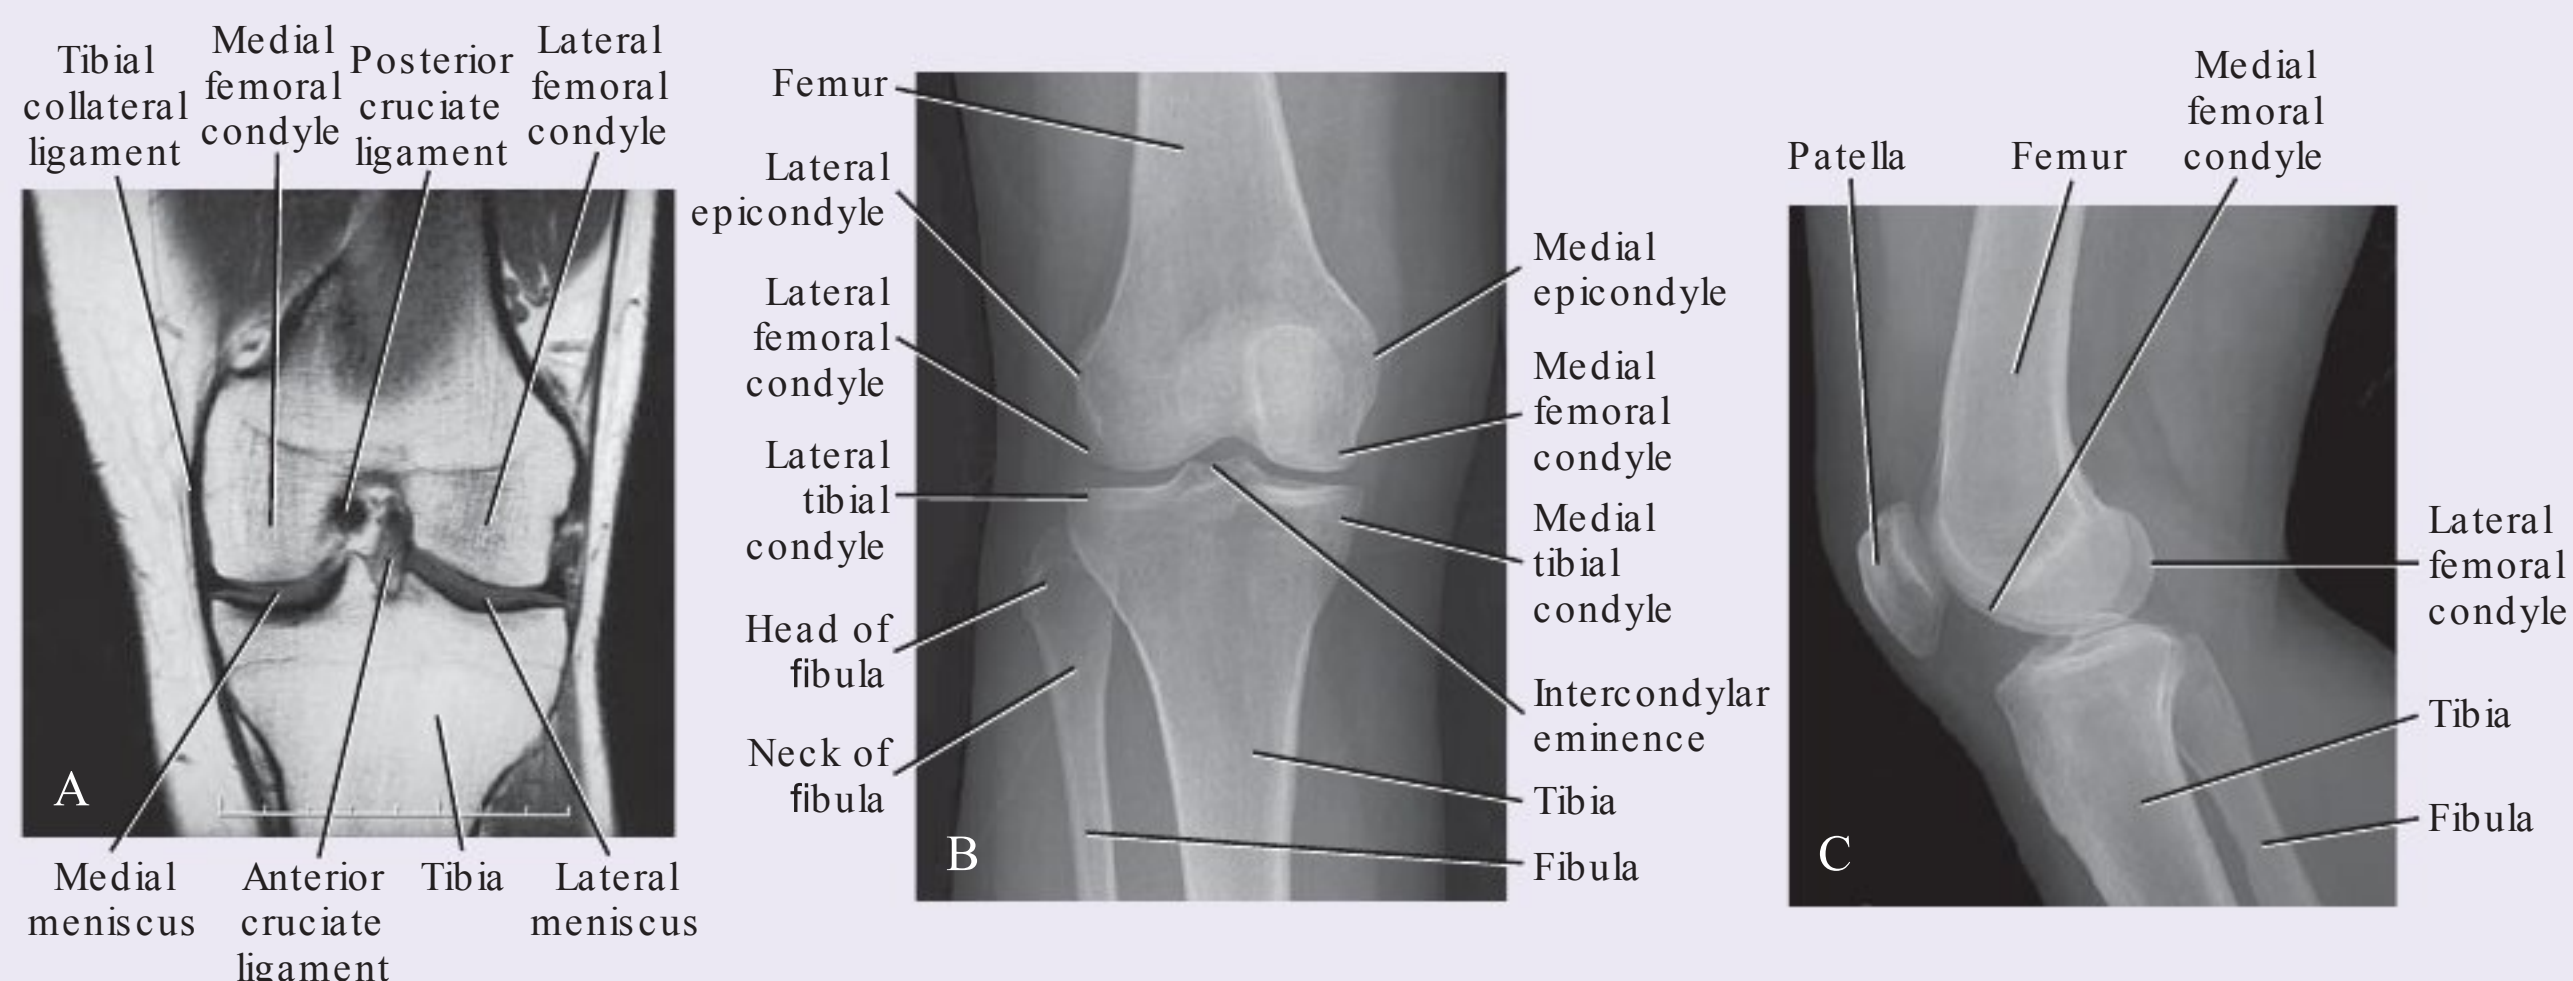 Tibial
collateral
ligament
Medial
femoral
condyle
Posterior
cruciate
ligament
Lateral
femoral
condyle
A
Medial
meniscus
Anterior
cruciate
ligament
Tibia
Lateral
meniscus
Femur
Lateral
epicondyle
Lateral
femoral
condyle
Lateral
tibial
condyle
Head of
fibula
Neck of
fibula
B
Medial
epicondyle
Medial
femoral
condyle
Medial
tibial
condyle
Intercondylar
eminence
Tibia
Fibula
Patella
Femur
Medial
femoral
condyle
C
Lateral
femoral
condyle
Tibia
Fibula